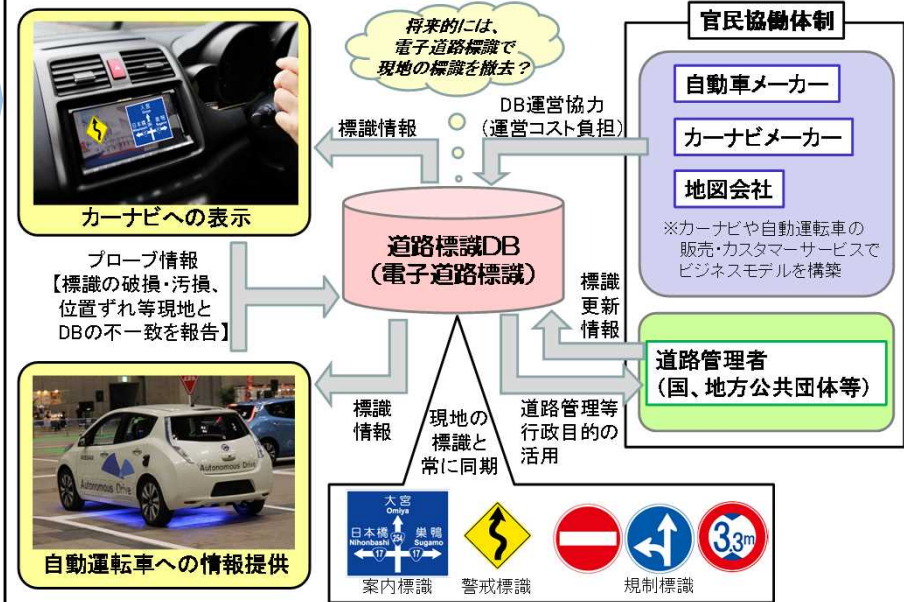 将来的には、
電子道路標識で
現地の標識を撤去？
官民協働体制
自動車メーカー
カーナビメーカー
地図会社
※カーナビや自動運転車の
販売・カスタマーサービスで
ビジネスモデルを構築
DB運営協力
（運営コスト負担）
標識情報
大宮
Omiya
日本橋
巣鴨
カーナビへの表示
道路標識DB
（電子道路標識）
プローブ情報
【標識の破損・汚損、
位置ずれ等現地と
DBの不一致を報告】
標識
更新
情報
道路管理者
（国、地方公共団体等）
標識
情報
現地の
標識と
常に同期
道路管理等
行政目的の
活用
Autonomous Drive
Autonomous Drive
自動運転車への情報提供
大宮
Omiya
日本橋
Nihonbashi
254
巣鴨
Sugamo
17
17
3.3m
案内標識
警戒標識
規制標識